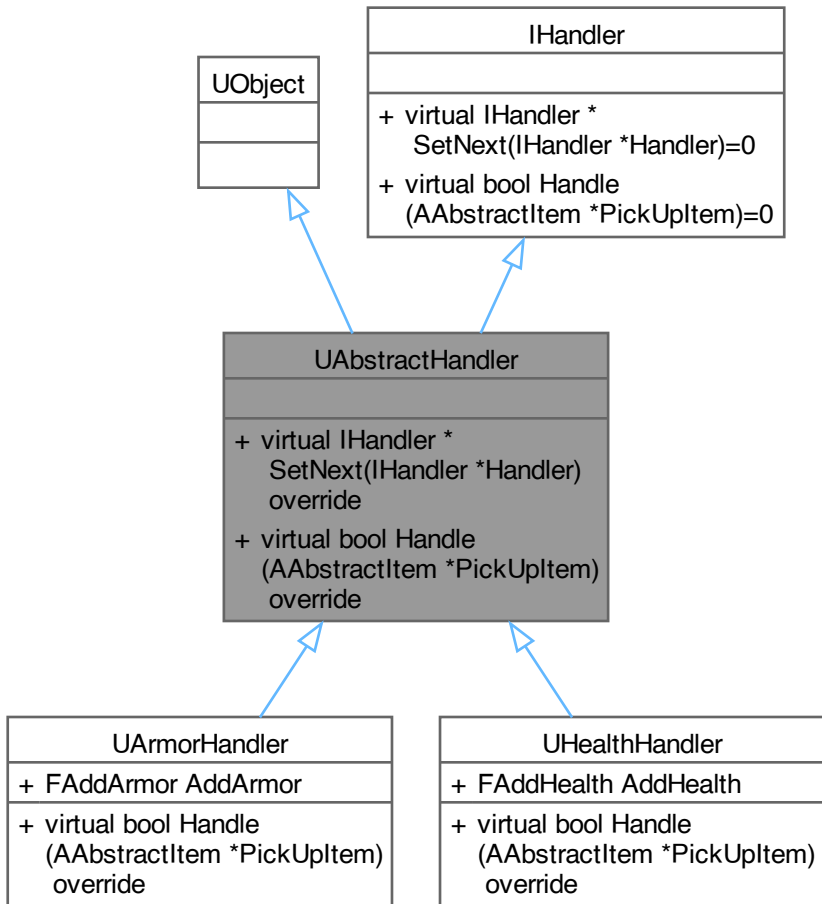 UObject
IHandler
+ virtual IHandler *
SetNext(IHandler *Handler)=0
+ virtual bool Handle
(AAbstractItem *PickUpItem)=0
UAbstractHandler
+ virtual IHandler *
SetNext(IHandler *Handler)
override
+ virtual bool Handle
(AAbstractItem *PickUpItem)
override
UArmorHandler
+ FAddArmor AddArmor
+ virtual bool Handle
(AAbstractItem *PickUpItem)
override
UHealthHandler
+ FAddHealth AddHealth
+ virtual bool Handle
(AAbstractItem *PickUpItem)
override